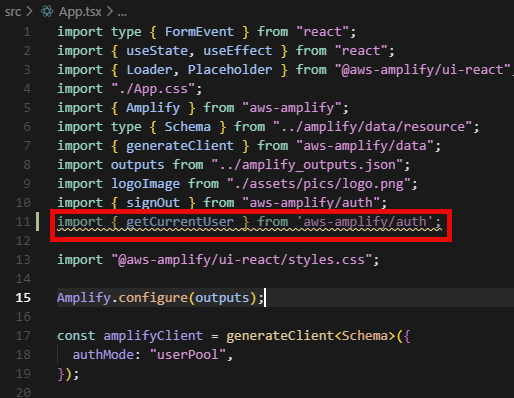 src > App.tsx > ...
1 import type { FormEvent } from "react";
2 import { useState, useEffect } from "react";
3 import { Loader, Placeholder } from "@aws-amplify/ui-react"
4 import "./App.css";
5 import { Amplify } from "aws-amplify";
6 import type { Schema } from "../amplify/data/resource";
7 import { generateClient } from "aws-amplify/data";
8 import outputs from "../amplify_outputs.json";
9 import logoImage from "./assets/pics/logo.png";
10 import { signOut } from "aws-amplify/auth";
11 import { getCurrentUser } from 'aws-amplify/auth';
12
13 import "@aws-amplify/ui-react/styles.css";
14
15 Amplify.configure(outputs);
16
17 const amplifyClient = generateClient<Schema>({
18   authMode: "userPool",
19 });
20